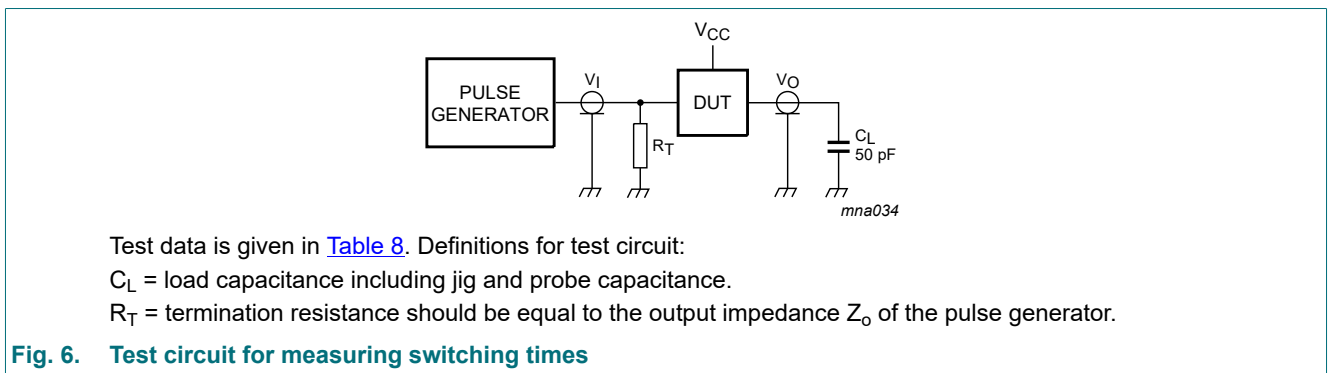 VCC
PULSE
GENERATOR
VI
DUT
VO
RT
CL
50 pF
mna034
Test data is given in Table 8. Definitions for test circuit:
CL = load capacitance including jig and probe capacitance.
RT = termination resistance should be equal to the output impedance Zo of the pulse generator.
Fig. 6. Test circuit for measuring switching times